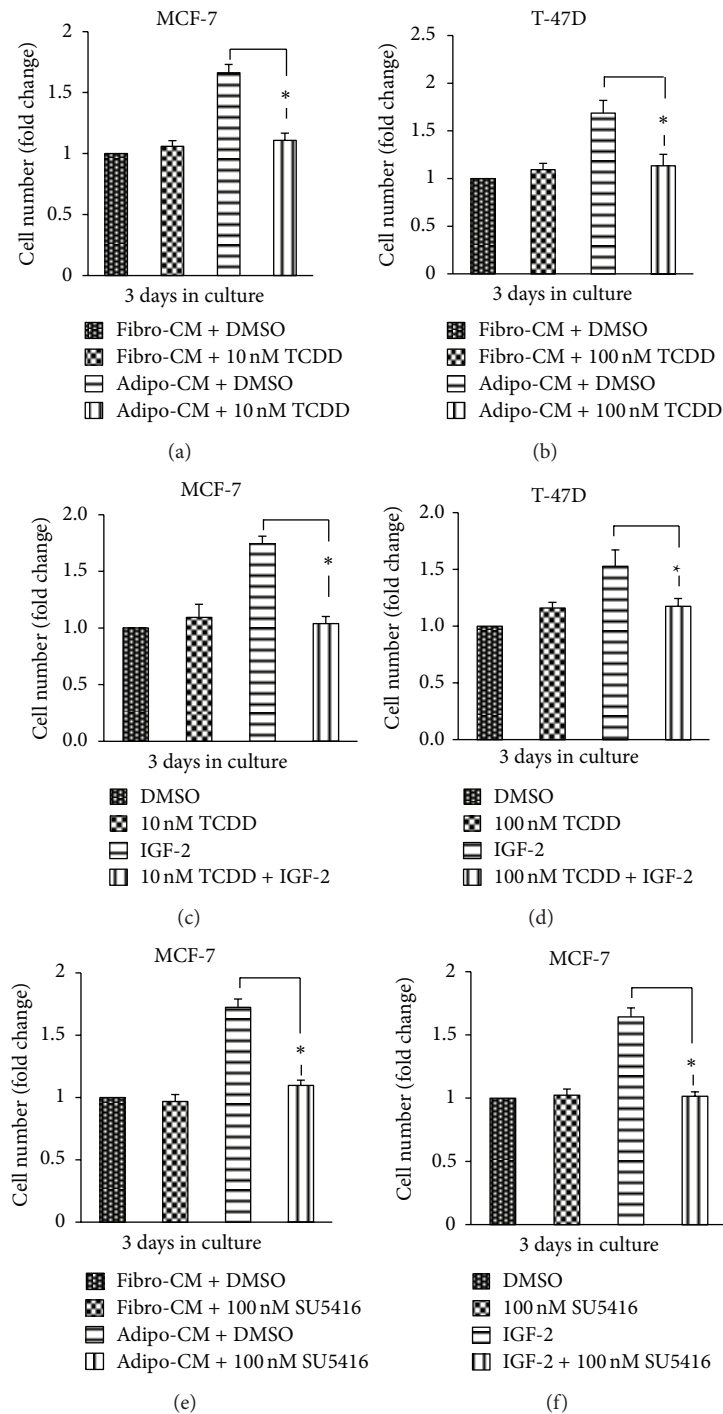 MCF-7
Cell number (fold change)
2
1.5
1
0.5
0
*
3 days in culture
Fibro-CM + DMSO
Fibro-CM + 10 nM TCDD
Adipo-CM + DMSO
Adipo-CM + 10 nM TCDD
(a)
T-47D
Cell number (fold change)
2.5
2
1.5
1
0.5
0
*
3 days in culture
Fibro-CM + DMSO
Fibro-CM + 100 nM TCDD
Adipo-CM + DMSO
Adipo-CM + 100 nM TCDD
(b)
MCF-7
Cell number (fold change)
2.0
1.5
1.0
0.5
0.0
*
3 days in culture
DMSO
10 nM TCDD
IGF-2
10 nM TCDD + IGF-2
(c)
T-47D
Cell number (fold change)
2.0
1.5
1.0
0.5
0.0
*
3 days in culture
DMSO
100 nM TCDD
IGF-2
100 nM TCDD + IGF-2
(d)
MCF-7
Cell number (fold change)
2
1.5
1
0.5
0
*
3 days in culture
Fibro-CM + DMSO
Fibro-CM + 100 nM SU5416
Adipo-CM + DMSO
Adipo-CM + 100 nM SU5416
(e)
MCF-7
Cell number (fold change)
2
1.5
1
0.5
0
*
3 days in culture
DMSO
100 nM SU5416
IGF-2
IGF-2 + 100 nM SU5416
(f)